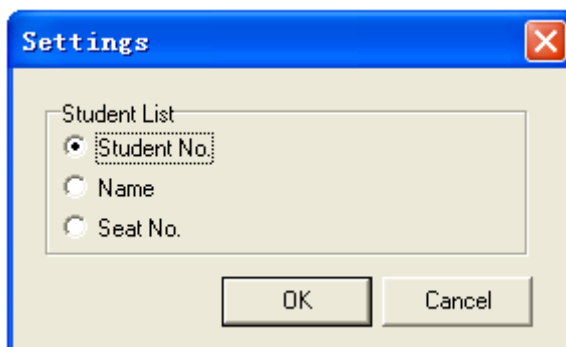 Settings
Student List
Student No.
Name
Seat No.
OK Cancel